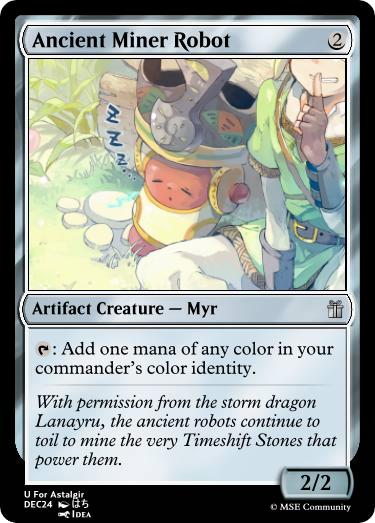 Ancient Miner Robot 2
Z Z Z...
Artifact Creature — Myr
: Add one mana of any color in your
commander's color identity.
With permission from the storm dragon
Lanayru, the ancient robots continue to
toil to mine the very Timeshift Stones that
power them.
2/2
U For Astalgir
DEC24 はち
IDEA
© MSE Community